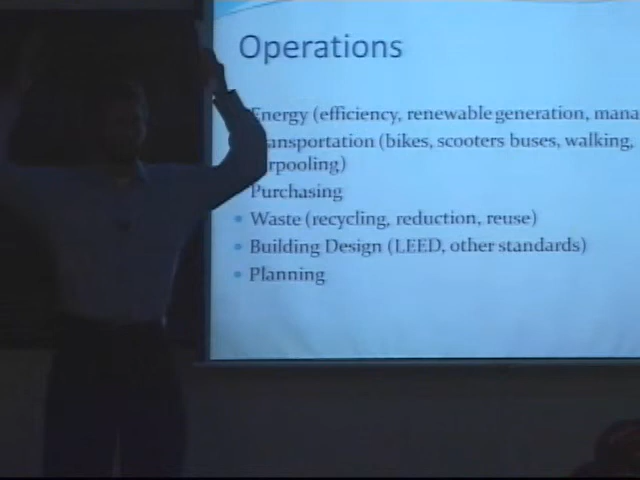 Operations
Energy (efficiency, renewable generation, mana
ansportation (bikes, scooters buses, walking,
rpooling)
Purchasing
Waste (recycling, reduction, reuse)
Building Design (LEED, other standards)
Planning